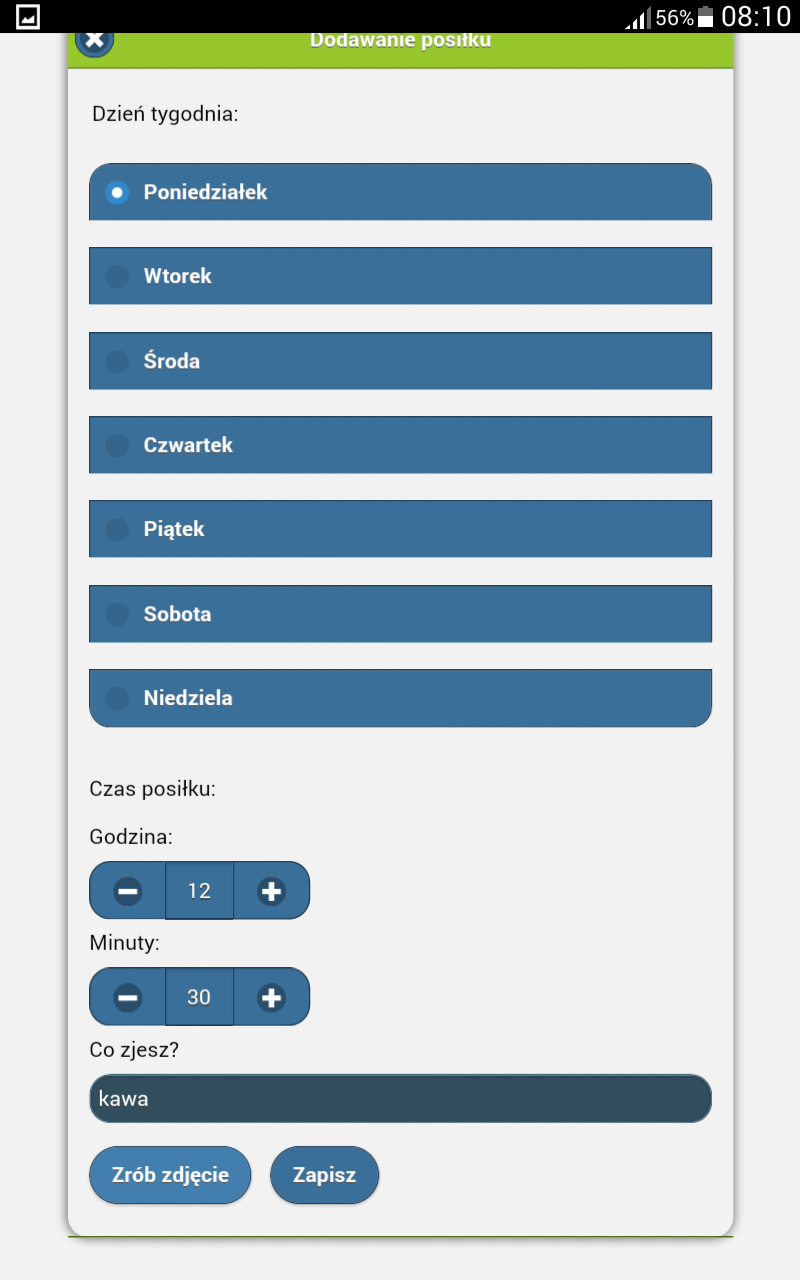 56% 08:10
Dodawanie posiłku
Dzień tygodnia:
Poniedziałek
Wtorek
Środa
Czwartek
Piątek
Sobota
Niedziela
Czas posiłku:
Godzina:
12
Minuty:
30
Co zjesz?
kawa
Zrób zdjęcie Zapisz